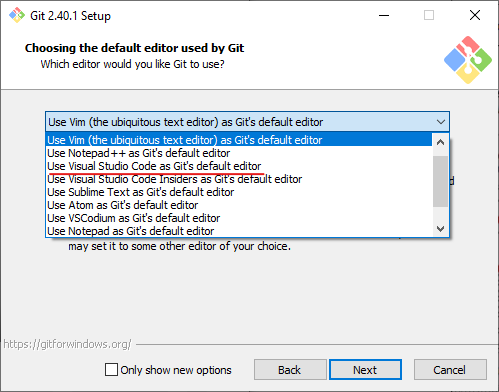 Git 2.40.1 Setup
Choosing the default editor used by Git
Which editor would you like Git to use?
Use Vim (the ubiquitous text editor) as Git's default editor
Use Vim (the ubiquitous text editor) as Git's default editor
Use Notepad++ as Git's default editor
Use Visual Studio Code as Git's default editor
Use Visual Studio Code Insiders as Git's default editor
Use Sublime Text as Git's default editor
Use Atom as Git's default editor
Use VSCodium as Git's default editor
Use Notepad as Git's default editor
may set it to some other editor of your choice.
https://gitforwindows.org/
Only show new options
Back
Next
Cancel